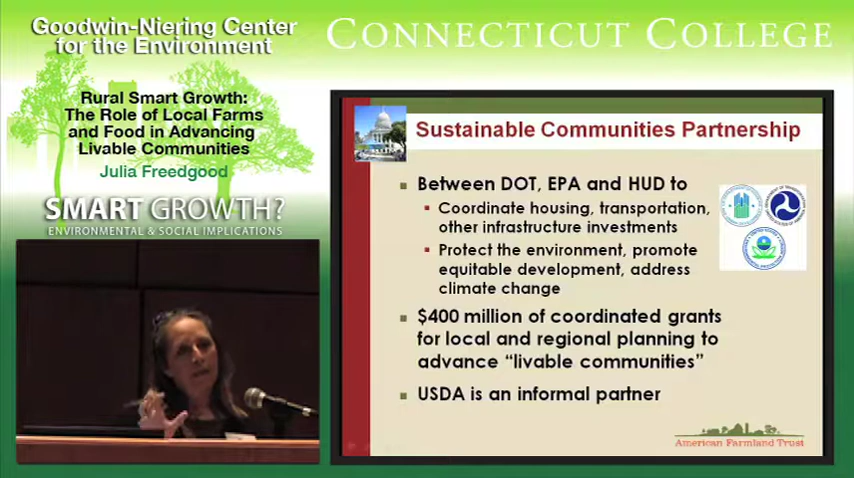 Goodwin-Niering Center
for the Environment
CONNECTICUT COLLEGE
Rural Smart Growth:
The Role of Local Farms
and Food in Advancing
Livable Communities
Julia Freedgood
SMART GROWTH?
ENVIRONMENTAL & SOCIAL IMPLICATIONS
Sustainable Communities Partnership
Between DOT, EPA and HUD to
Coordinate housing, transportation,
other infrastructure investments
Protect the environment, promote
equitable development, address
climate change
$400 million of coordinated grants
for local and regional planning to
advance “livable communities”
USDA is an informal partner
American Farmland Trust